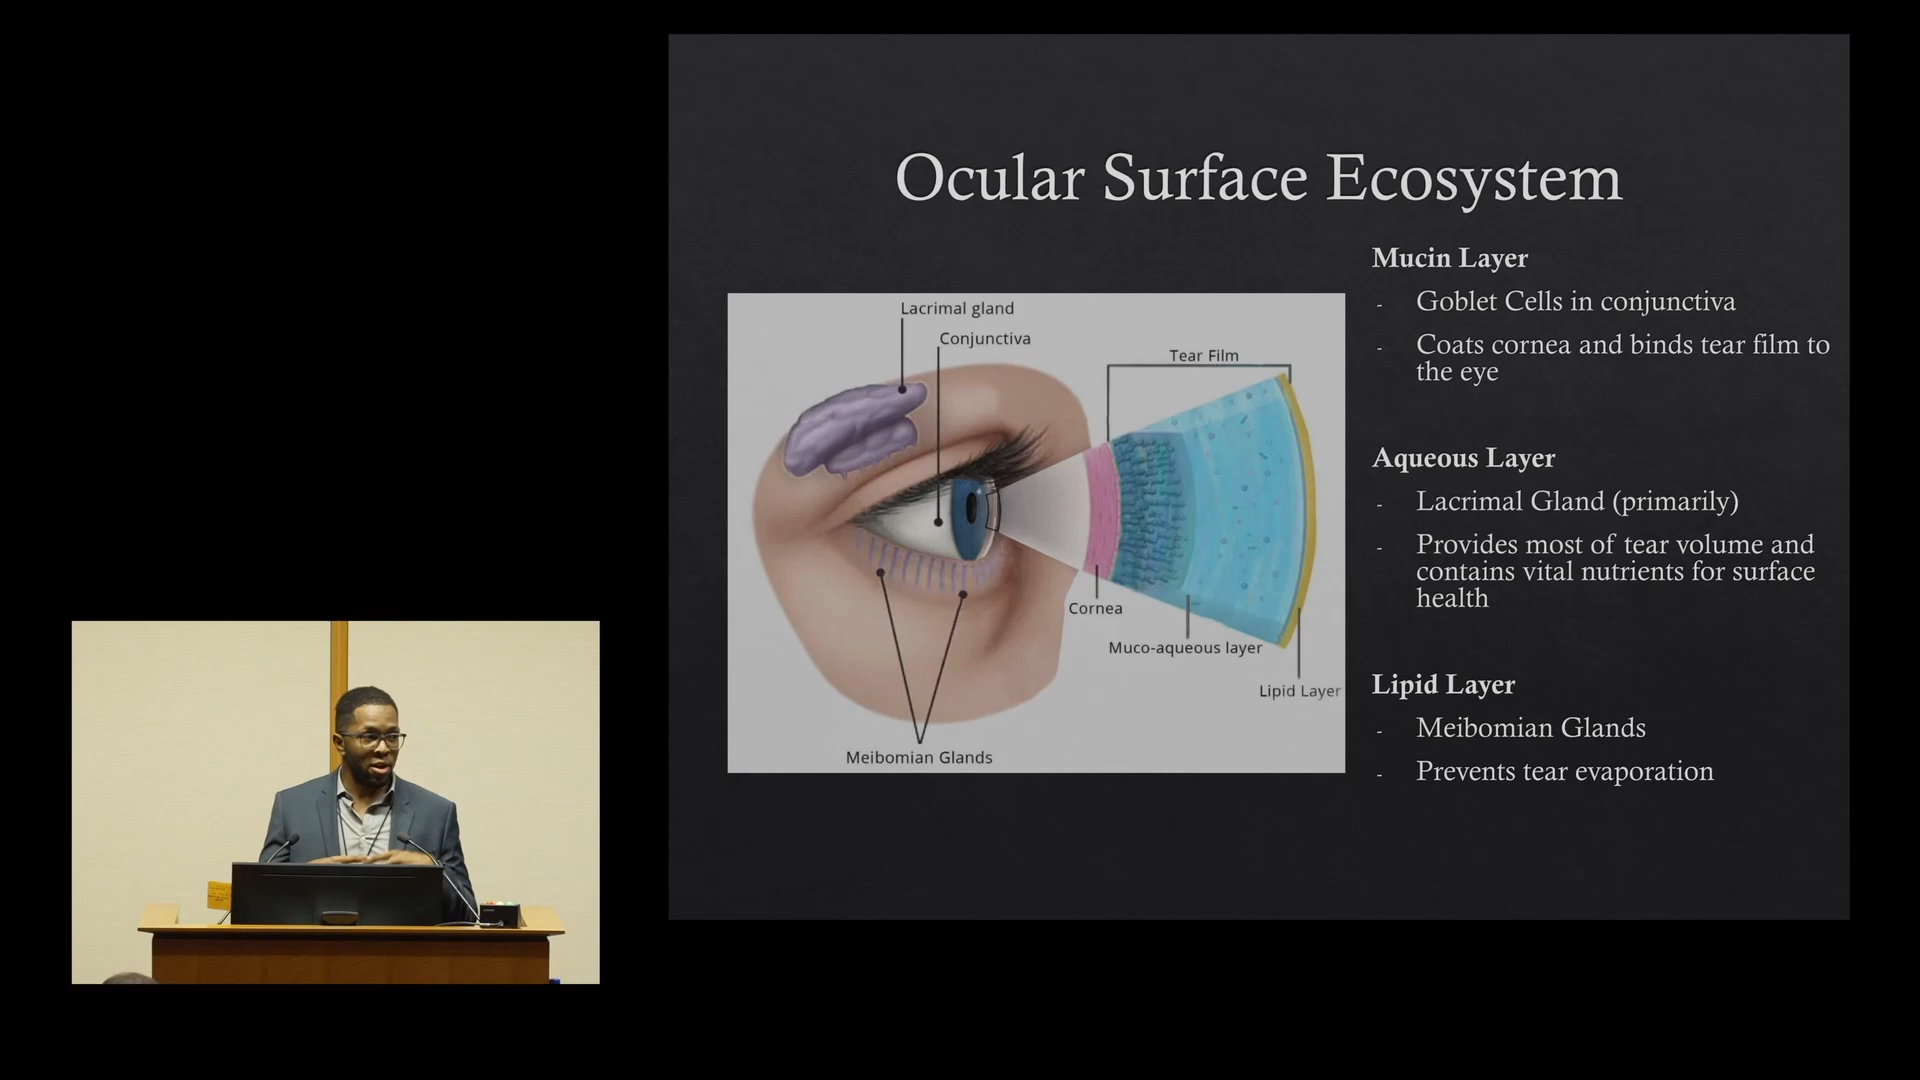 Ocular Surface Ecosystem
Lacrimal gland
Conjunctiva
Tear Film
Cornea
Muco-aqueous layer
Lipid Layer
Meibomian Glands
Mucin Layer
- Goblet Cells in conjunctiva
- Coats cornea and binds tear film to
the eye
Aqueous Layer
- Lacrimal Gland (primarily)
- Provides most of tear volume and
contains vital nutrients for surface
health
Lipid Layer
- Meibomian Glands
- Prevents tear evaporation